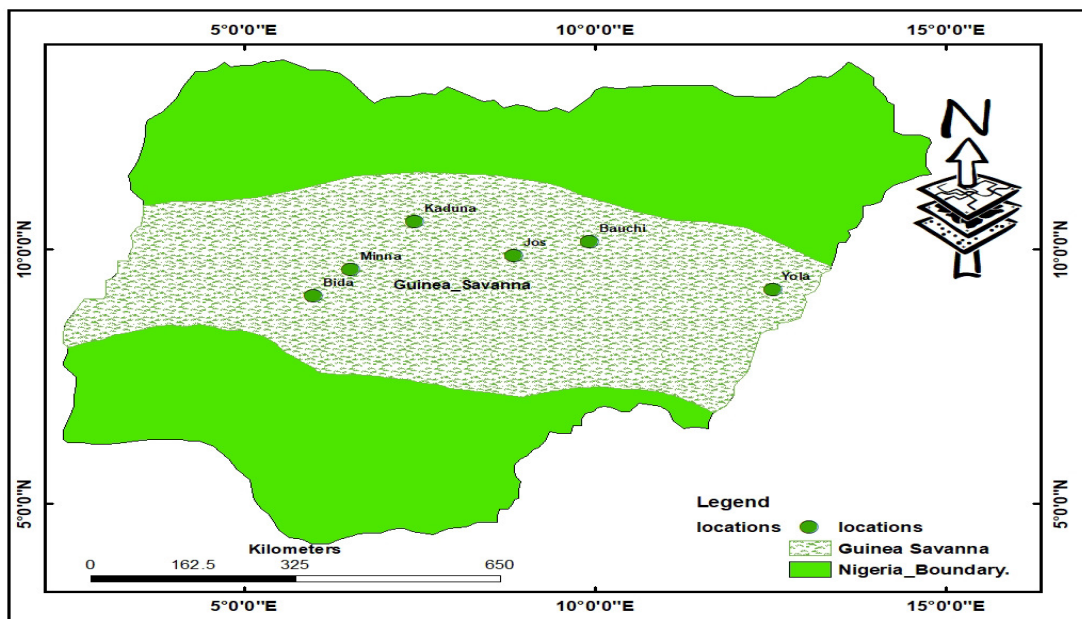 5°0'0"E 10°0'0"E 15°0'0"E
N
Kaduna
Bauchi
Jos
10°0'0"N 10°0'0"N
Minna
Guinea_Savanna
Bida
Yola
5°0'0"N 5°0'0"N
Legend
locations locations
Guinea Savanna
Nigeria_Boundary.
Kilometers
0 162.5 325 650
5°0'0"E 10°0'0"E 15°0'0"E